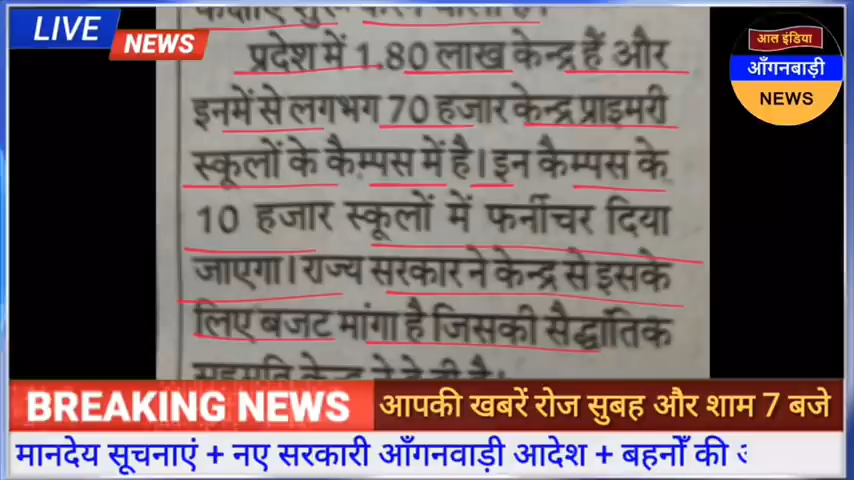 LIVE
NEWS
आल इंडिया
आँगनबाड़ी
NEWS
प्रदेश में 1.80 लाख केन्द्र हैं और
इनमें से लगभग 70 हजार केन्द्र प्राइमरी
स्कूलों के कैम्पस में है। इन कैम्पस के
10 हजार स्कूलों में फर्नीचर दिया
जाएगा। राज्य सरकार ने केन्द्र से इसके
लिए बजट मांगा है जिसकी सैद्धांतिक
BREAKING NEWS
आपकी खबरें रोज सुबह और शाम 7 बजे
मानदेय सूचनाएं + नए सरकारी आँगनवाड़ी आदेश + बहनोँ की